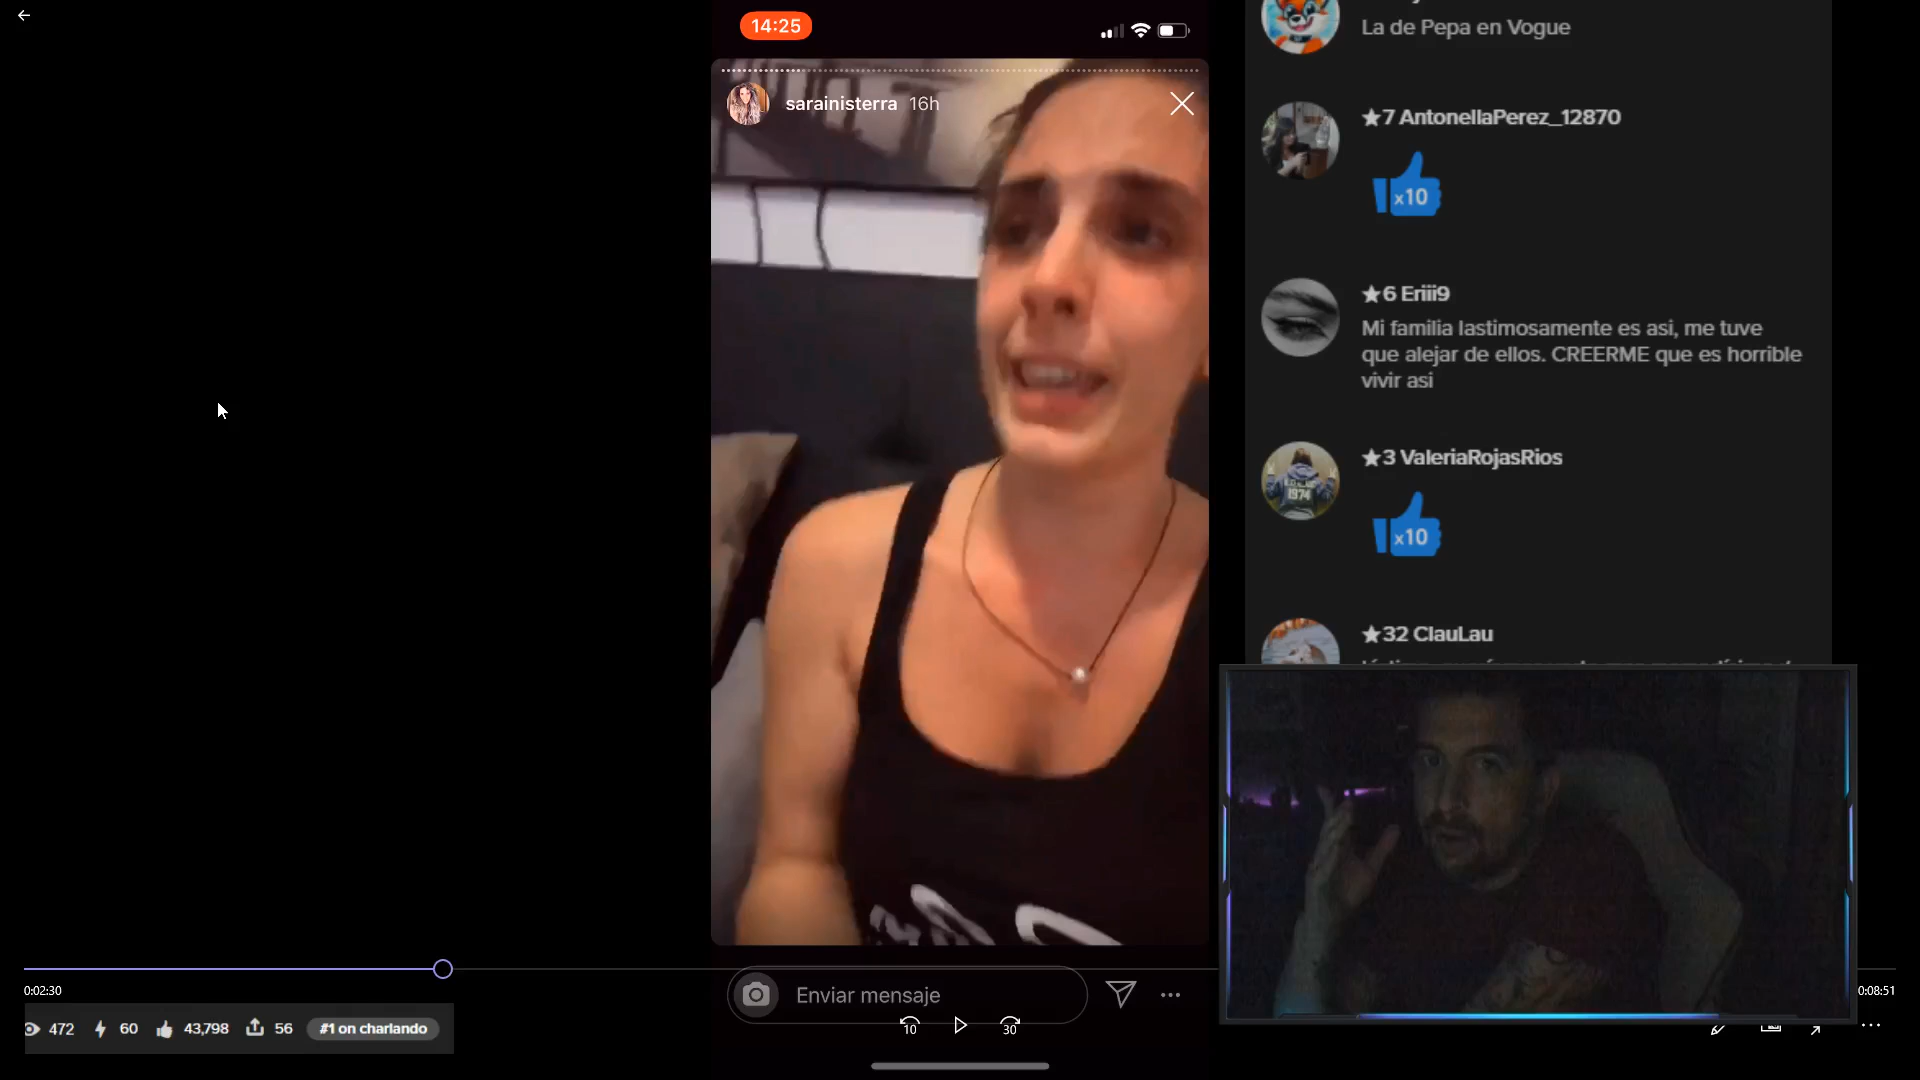 14:25
sarainisterra 16h
La de Pepa en Vogue
★7 AntonellaPerez_12870
x10
★6 Eriii9
Mi familia lastimosamente es asi, me tuve
que alejar de ellos. CREERME que es horrible
vivir asi
★3 ValeriaRojasRios
1974
x10
★32 ClauLau
0:02:30
0:08:51
Enviar mensaje
10
30
472 60 43,798 56 #1 on charlando